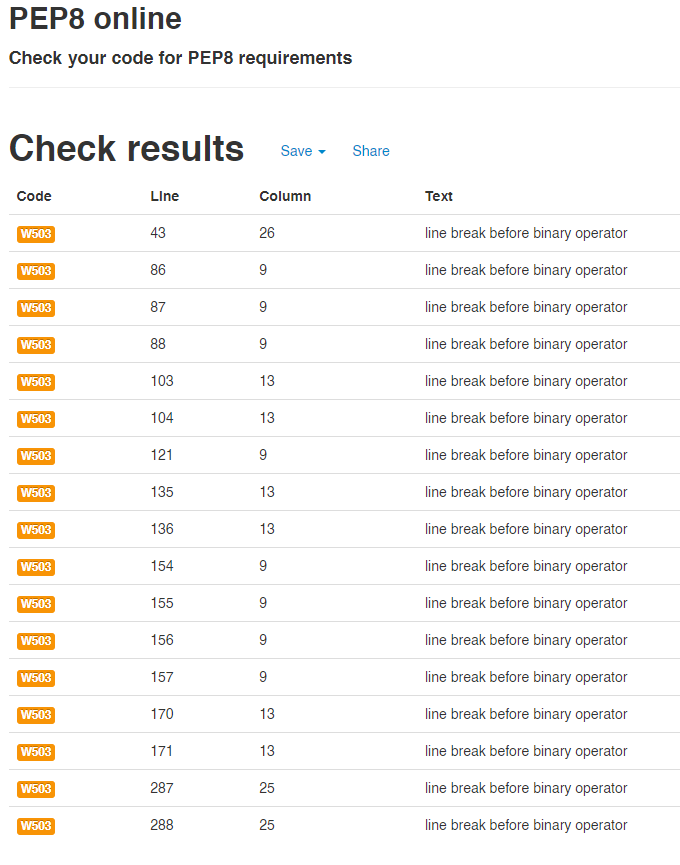 PEP8 online
Check your code for PEP8 requirements
Check results Save Share
Code Line Column Text
W503 43 26 line break before binary operator
W503 86 9 line break before binary operator
W503 87 9 line break before binary operator
W503 88 9 line break before binary operator
W503 103 13 line break before binary operator
W503 104 13 line break before binary operator
W503 121 9 line break before binary operator
W503 135 13 line break before binary operator
W503 136 13 line break before binary operator
W503 154 9 line break before binary operator
W503 155 9 line break before binary operator
W503 156 9 line break before binary operator
W503 157 9 line break before binary operator
W503 170 13 line break before binary operator
W503 171 13 line break before binary operator
W503 287 25 line break before binary operator
W503 288 25 line break before binary operator